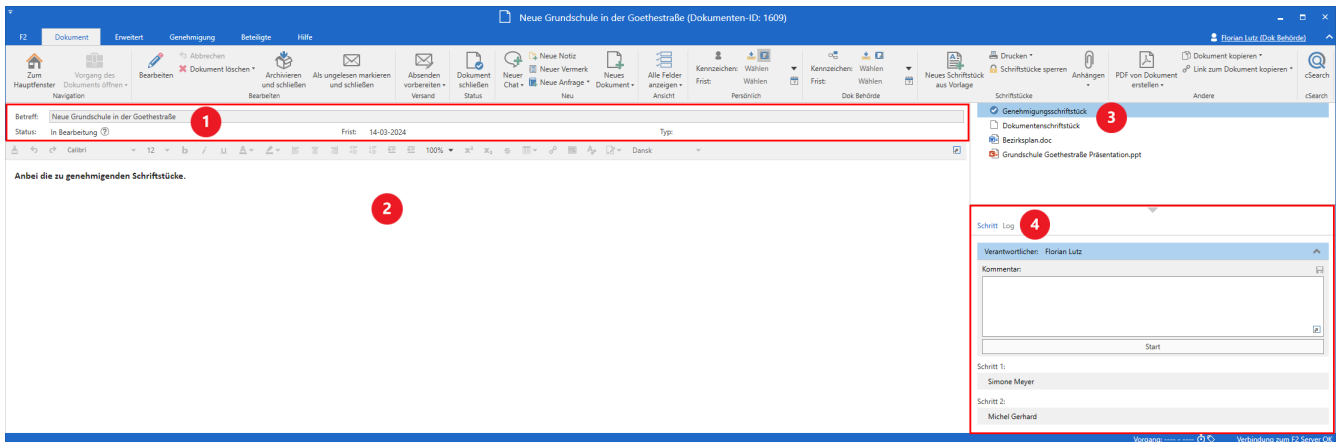 Neue Grundschule in der Goethestraße (Dokumenten-ID: 1609)
F2 Dokument Erweitert Genehmigung Beteiligte Hilfe
Florian Lutz (Dok Behörde)
Zum Hauptfenster
Vorgang des Dokuments öffnen
Navigation
Bearbeiten
Abbrechen
Dokument löschen
Archivieren und schließen
Als ungelesen markieren und schließen
Bearbeiten
Absenden vorbereiten
Versand
Dokument schließen
Status
Neuer Chat
Neue Notiz
Neuer Vermerk
Neue Anfrage
Neues Dokument
Neu
Alle Felder anzeigen
Ansicht
Kennzeichen: Wählen
Frist: Wählen
Persönlich
Kennzeichen: Wählen
Frist: Wählen
Dok Behörde
Neues Schriftstück aus Vorlage
Drucken
Schriftstücke sperren
Anhängen
Schriftstücke
PDF von Dokument erstellen
Dokument kopieren
Link zum Dokument kopieren
Andere
cSearch
cSearch
Betreff: Neue Grundschule in der Goethestraße
1
Status: In Bearbeitung Frist: 14-03-2024 Typ:
Calibri 12 b i u 100% Dansk
Anbei die zu genehmigenden Schriftstücke.
2
Genehmigungsschriftstück
3
Dokumentenschriftstück
Bezirksplan.doc
Grundschule Goethestraße Präsentation.ppt
Schritt Log
4
Verantwortlicher: Florian Lutz
Kommentar:
Start
Schritt 1:
Simone Meyer
Schritt 2:
Michel Gerhard
Vorgang: ---- - ---- Verbindung zum F2 Server OK